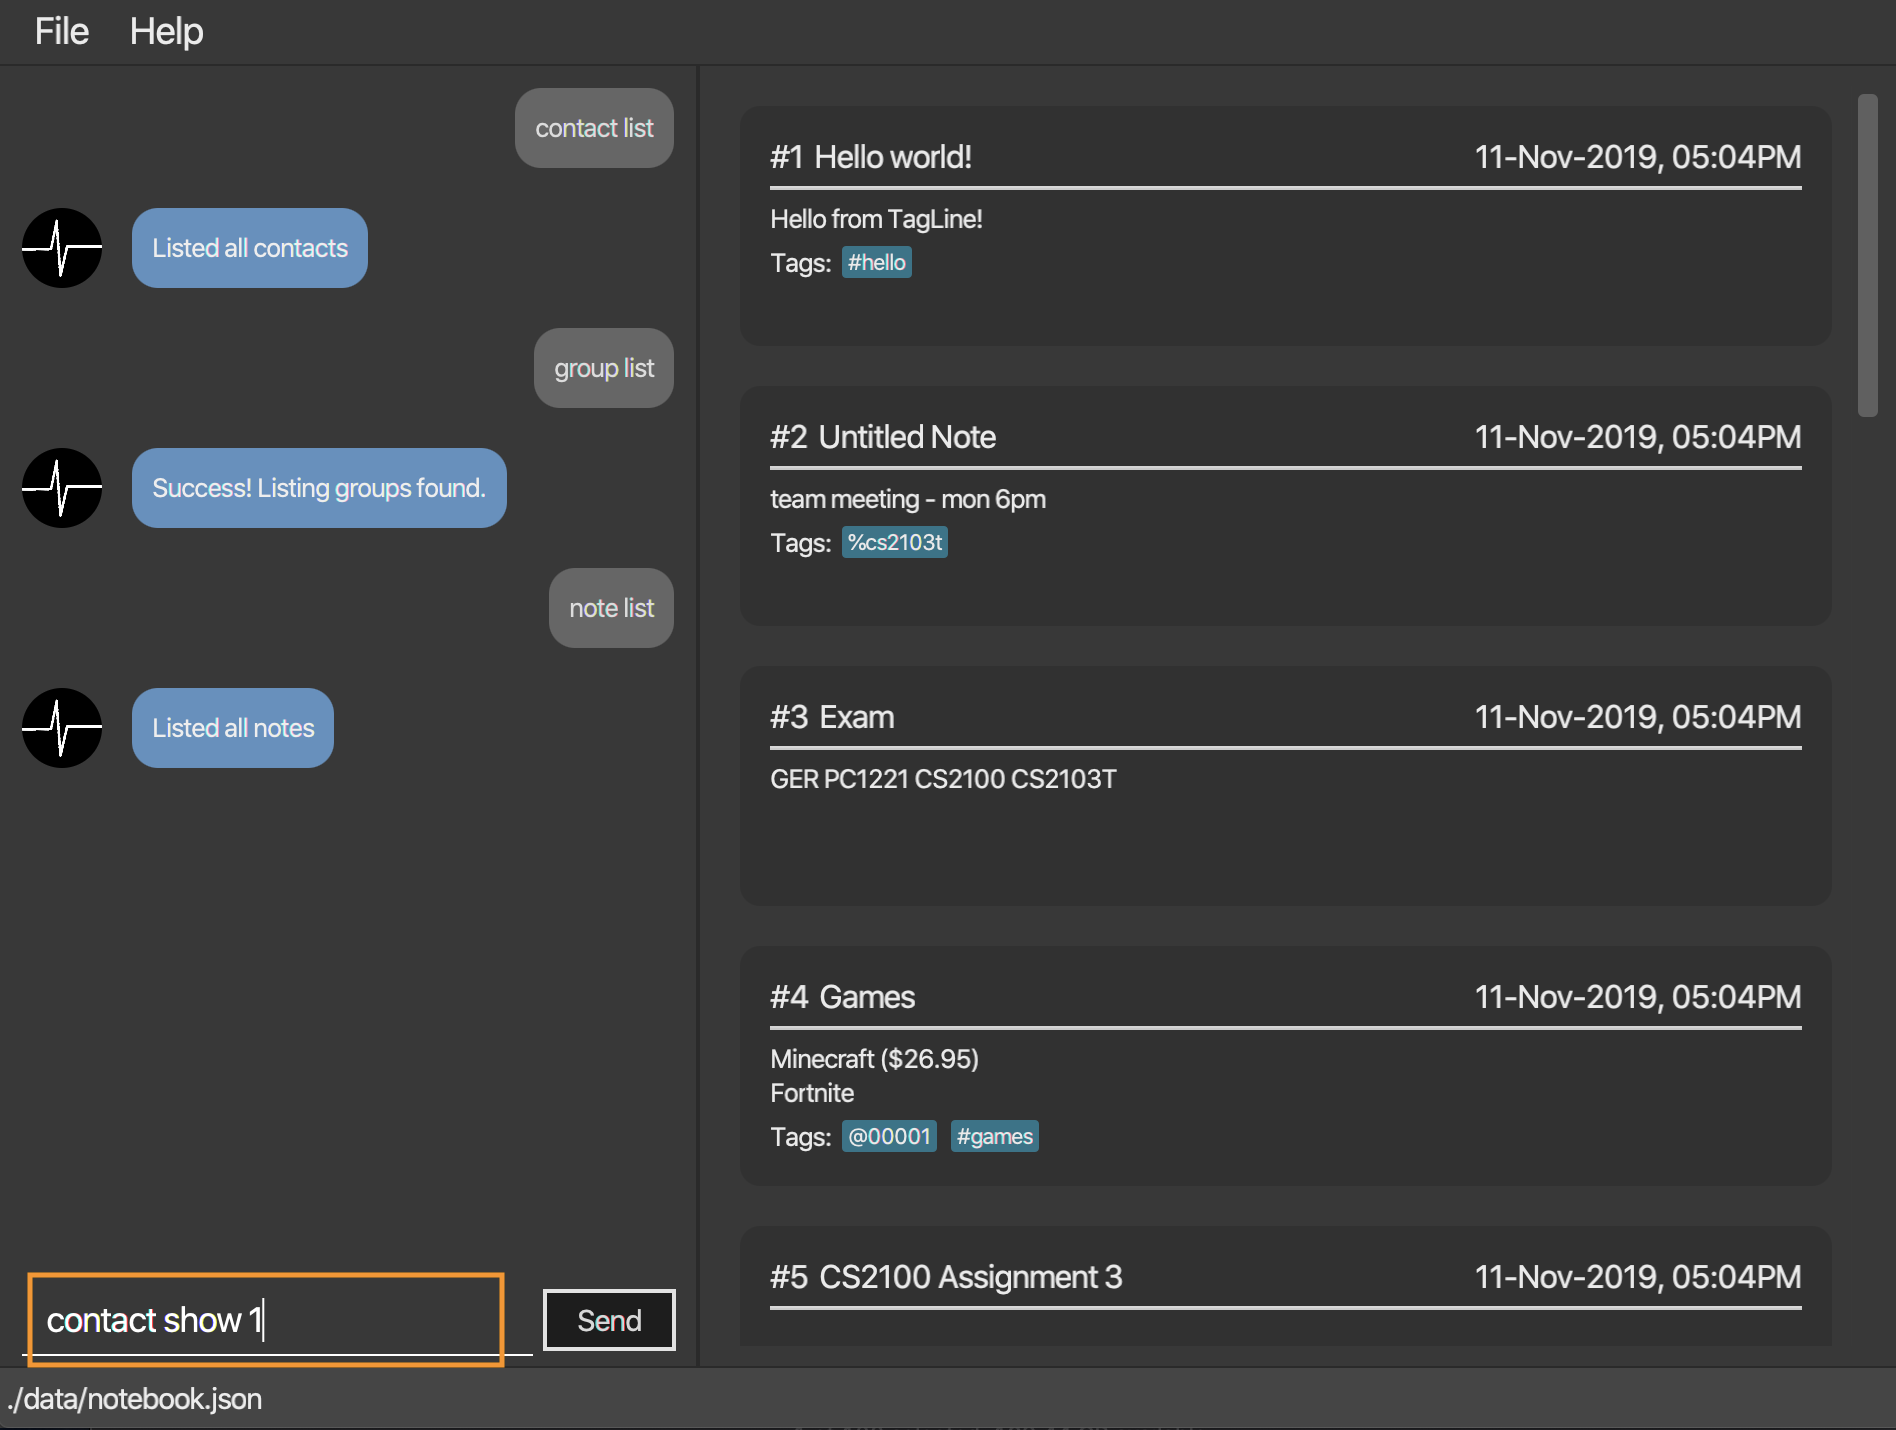 File Help
contact list
Listed all contacts
group list
Success! Listing groups found.
note list
Listed all notes
contact show 1
Send
#1 Hello world! 11-Nov-2019, 05:04PM
Hello from TagLine!
Tags: #hello
#2 Untitled Note 11-Nov-2019, 05:04PM
team meeting - mon 6pm
Tags: %cs2103t
#3 Exam 11-Nov-2019, 05:04PM
GER PC1221 CS2100 CS2103T
#4 Games 11-Nov-2019, 05:04PM
Minecraft ($26.95)
Fortnite
Tags: @00001 #games
#5 CS2100 Assignment 3 11-Nov-2019, 05:04PM
./data/notebook.json